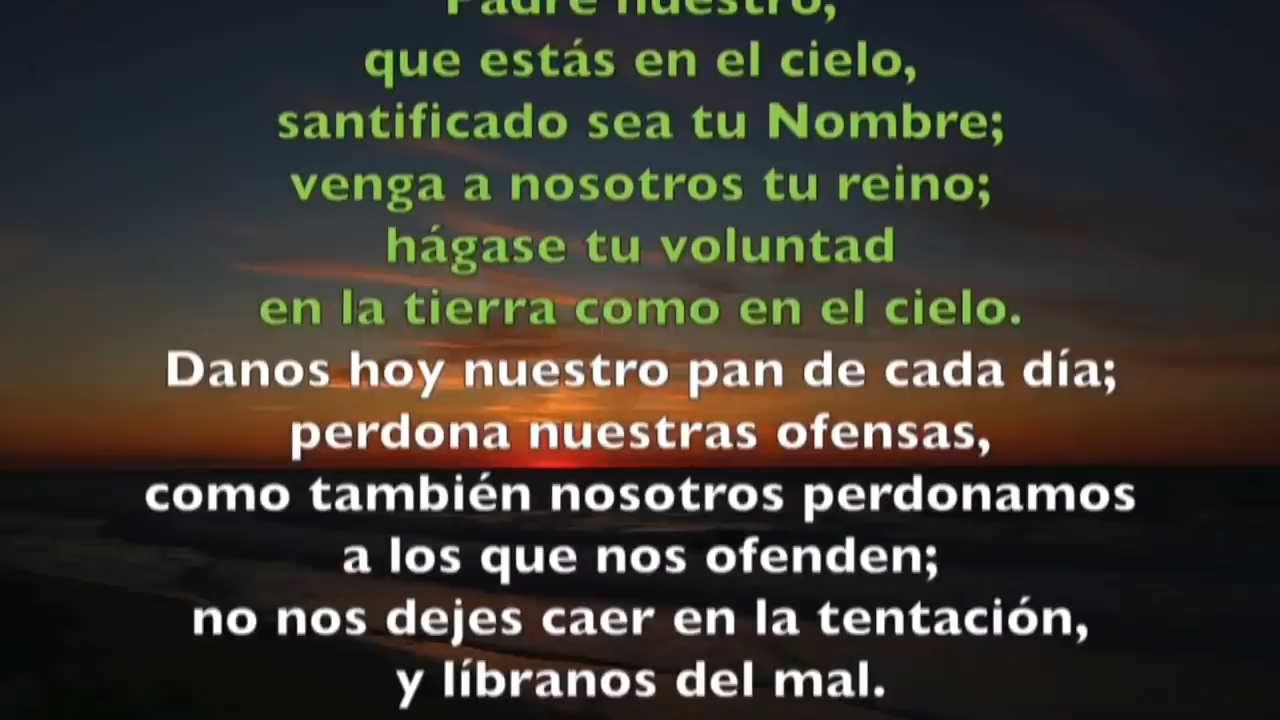 Padre nuestro,
que estás en el cielo,
santificado sea tu Nombre;
venga a nosotros tu reino;
hágase tu voluntad
en la tierra como en el cielo.
Danos hoy nuestro pan de cada día;
perdona nuestras ofensas,
como también nosotros perdonamos
a los que nos ofenden;
no nos dejes caer en la tentación,
y líbranos del mal.